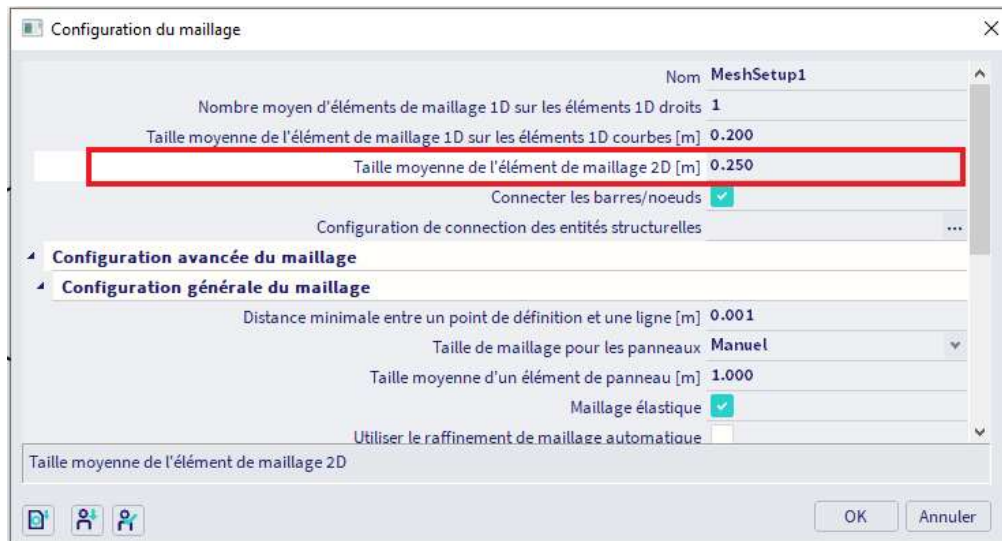 Configuration du maillage
Nom MeshSetup1
Nombre moyen d'éléments de maillage 1D sur les éléments 1D droits 1
Taille moyenne de l'élément de maillage 1D sur les éléments 1D courbes [m] 0.200
Taille moyenne de l'élément de maillage 2D [m] 0.250
Connecter les barres/noeuds
Configuration de connection des entités structurelles ...
Configuration avancée du maillage
Configuration générale du maillage
Distance minimale entre un point de définition et une ligne [m] 0.001
Taille de maillage pour les panneaux Manuel
Taille moyenne d'un élément de panneau [m] 1.000
Maillage élastique
Utiliser le raffinement de maillage automatique
Taille moyenne de l'élément de maillage 2D
OK Annuler